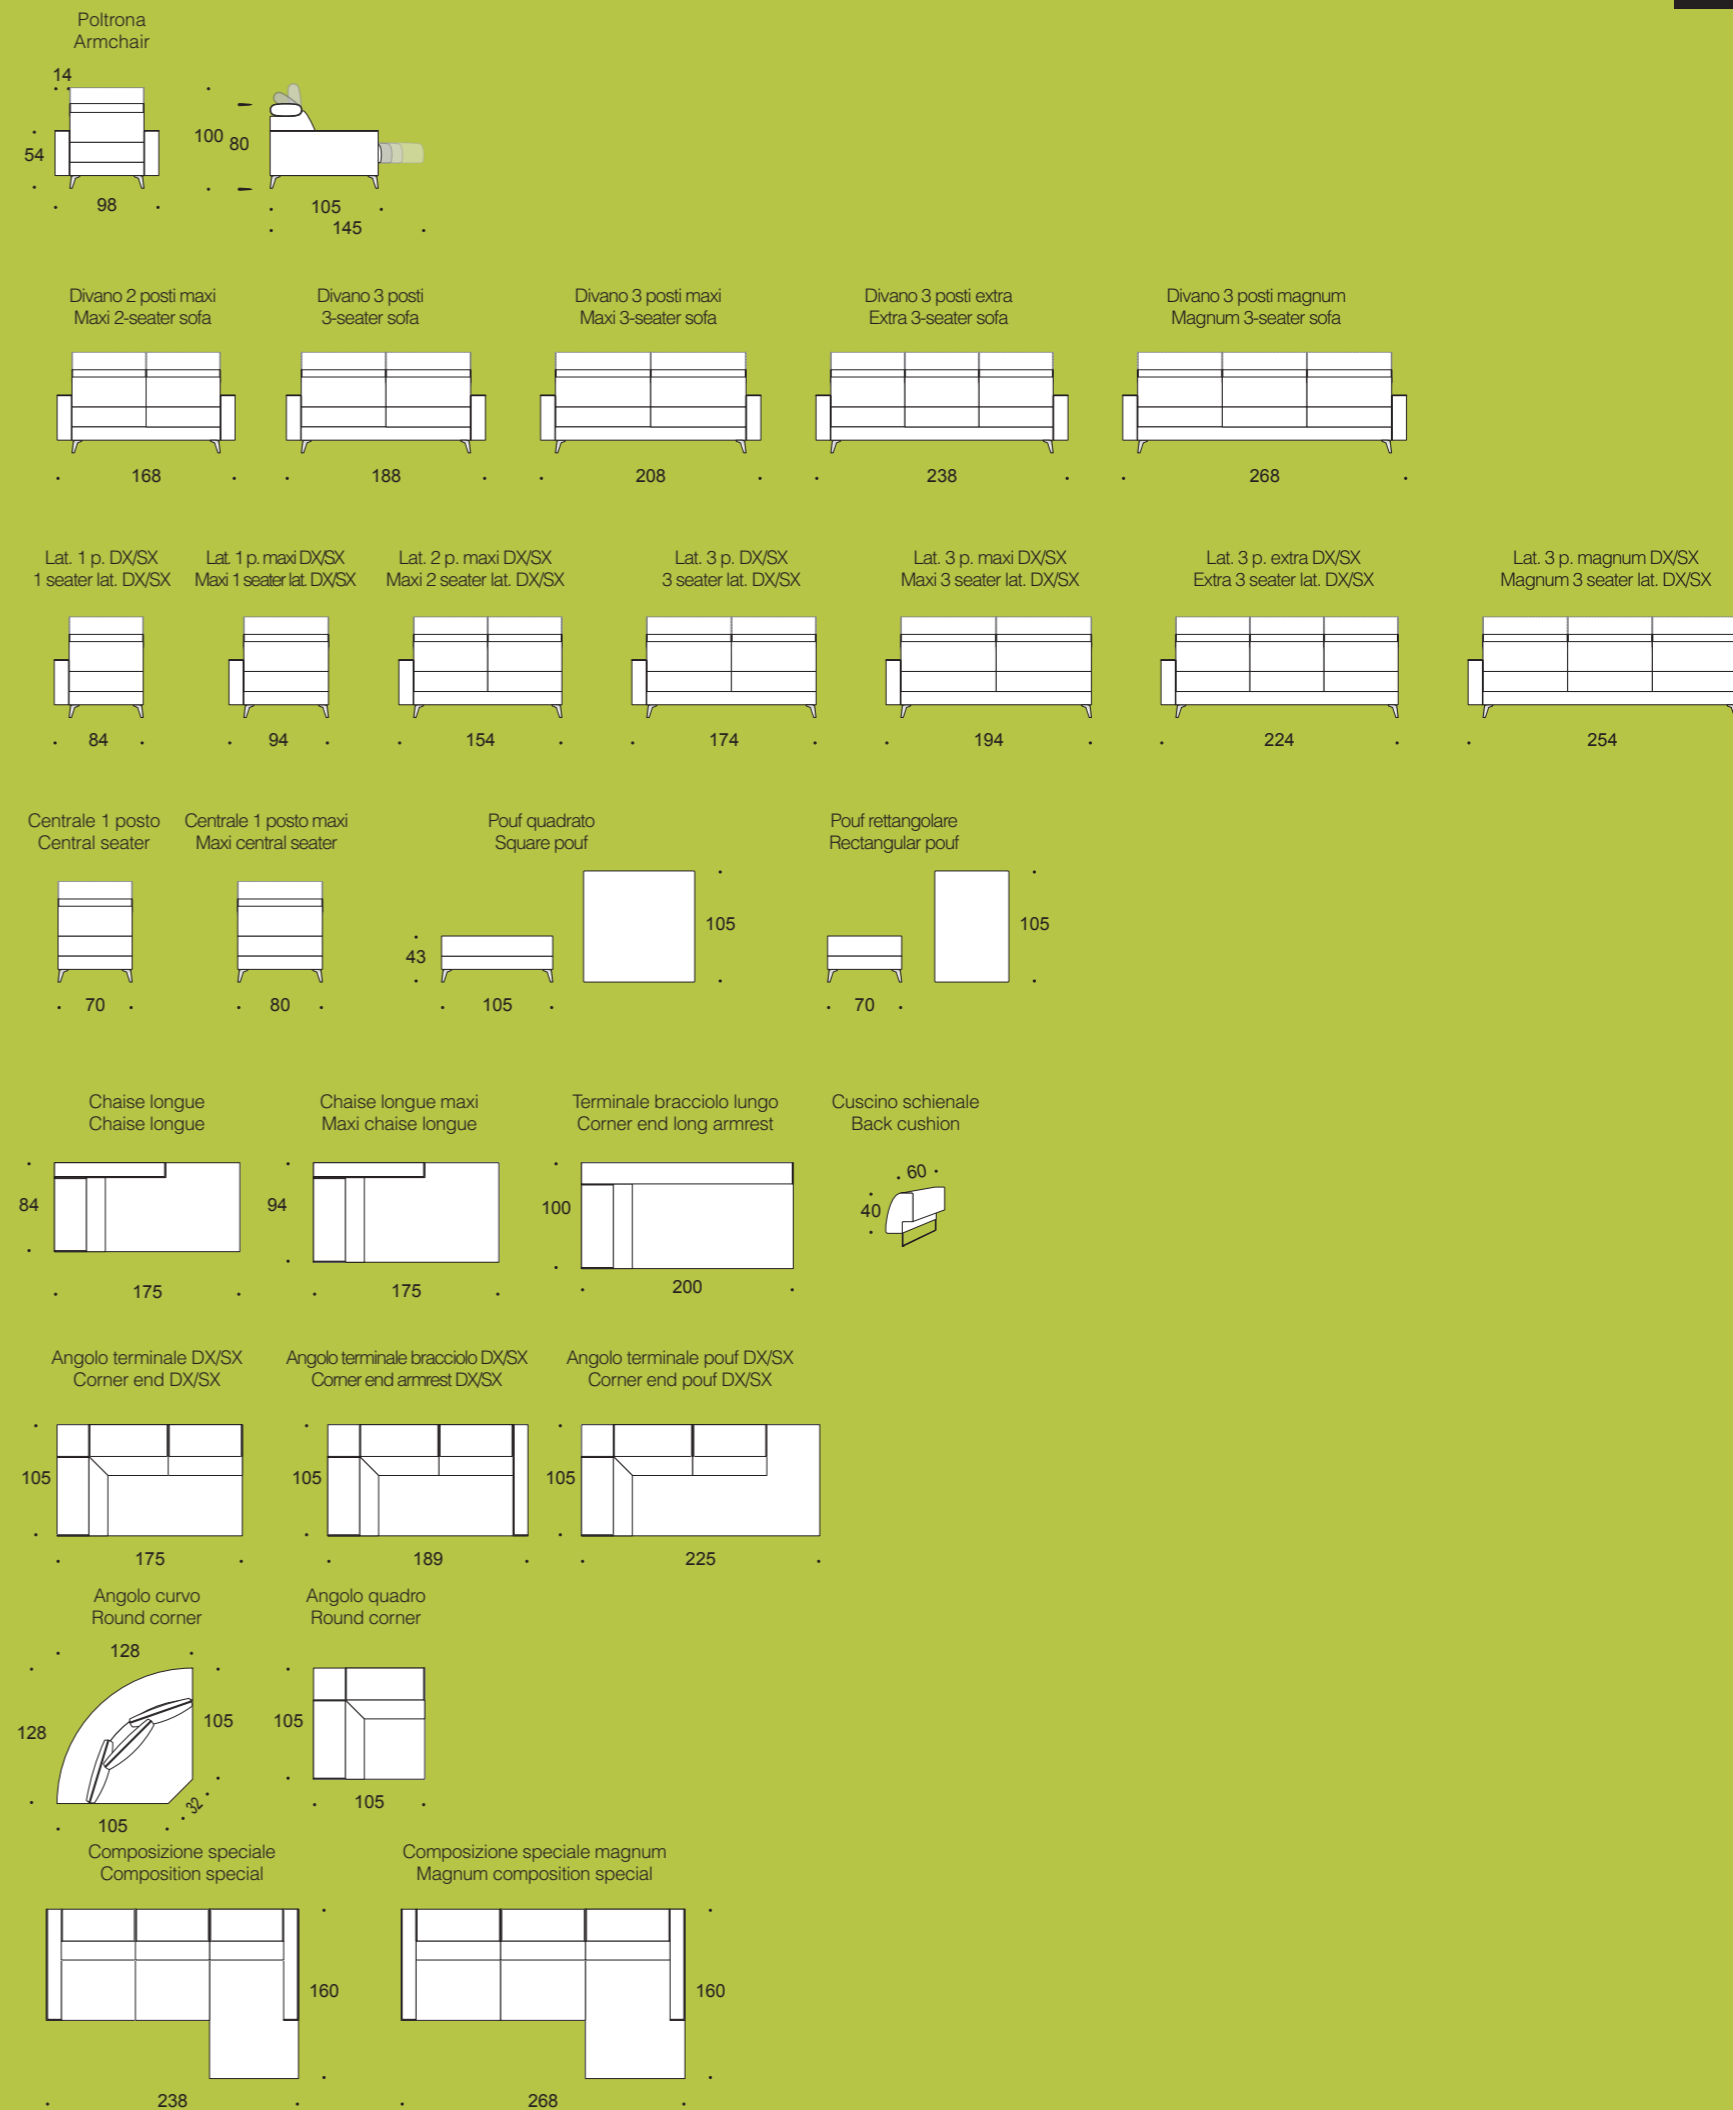 Poltrona
Armchair
14
54
98
100
80
105
145
Divano 2 posti maxi
Maxi 2-seater sofa
168
Divano 3 posti
3-seater sofa
188
Divano 3 posti maxi
Maxi 3-seater sofa
208
Divano 3 posti extra
Extra 3-seater sofa
238
Divano 3 posti magnum
Magnum 3-seater sofa
268
Lat. 1 p. DX/SX
1 seater lat. DX/SX
84
Lat. 1 p. maxi DX/SX
Maxi 1 seater lat. DX/SX
94
Lat. 2 p. maxi DX/SX
Maxi 2 seater lat. DX/SX
154
Lat. 3 p. DX/SX
3 seater lat. DX/SX
174
Lat. 3 p. maxi DX/SX
Maxi 3 seater lat. DX/SX
194
Lat. 3 p. extra DX/SX
Extra 3 seater lat. DX/SX
224
Lat. 3 p. magnum DX/SX
Magnum 3 seater lat. DX/SX
254
Centrale 1 posto
Central seater
70
Centrale 1 posto maxi
Maxi central seater
80
Pouf quadrato
Square pouf
43
105
105
Pouf rettangolare
Rectangular pouf
70
105
Chaise longue
Chaise longue
84
175
Chaise longue maxi
Maxi chaise longue
94
175
Terminale bracciolo lungo
Corner end long armrest
100
200
Cuscino schienale
Back cushion
60
40
Angolo terminale DX/SX
Corner end DX/SX
105
175
Angolo terminale bracciolo DX/SX
Corner end armrest DX/SX
105
189
Angolo terminale pouf DX/SX
Corner end pouf DX/SX
105
225
Angolo curvo
Round corner
128
128
105
105
32
Angolo quadro
Round corner
105
105
Composizione speciale
Composition special
160
238
Composizione speciale magnum
Magnum composition special
160
268